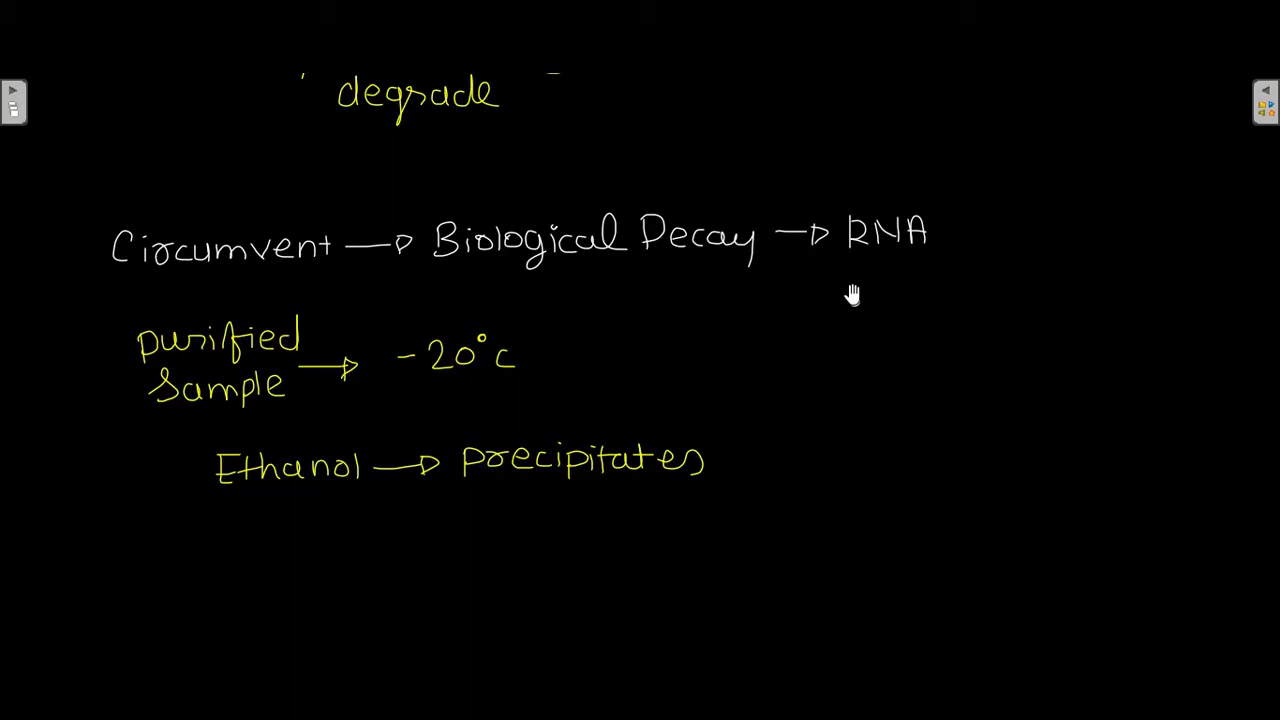 degrade
Circumvent → Biological Decay → RNA
purified
sample → -20°c
Ethanol → precipitates